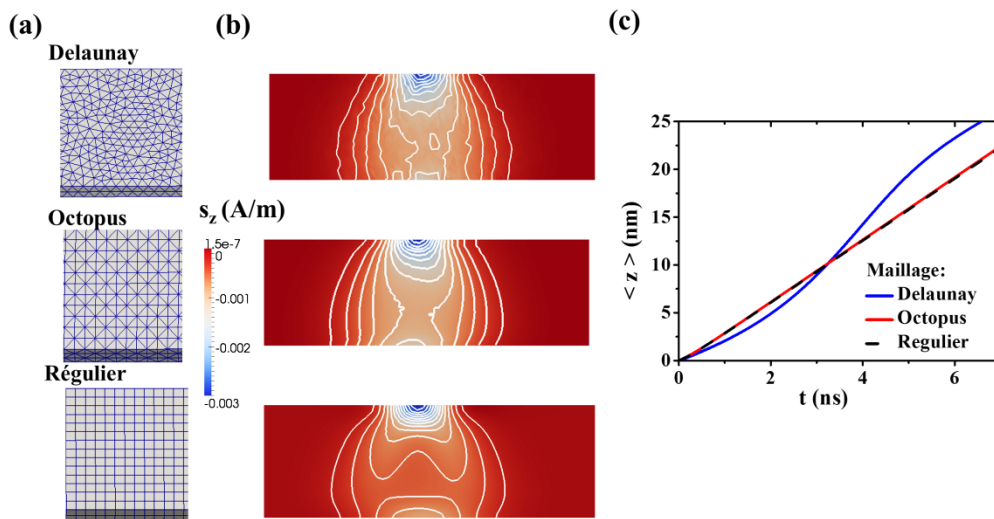 (a)
Delaunay
Octopus
Régulier
(b)
s_z (A/m)
1.5e-7
0
-0.001
-0.002
-0.003
(c)
25
20
15
10
5
0
< z > (nm)
0 2 4 6
t (ns)
Maillage:
Delaunay
Octopus
Regulier